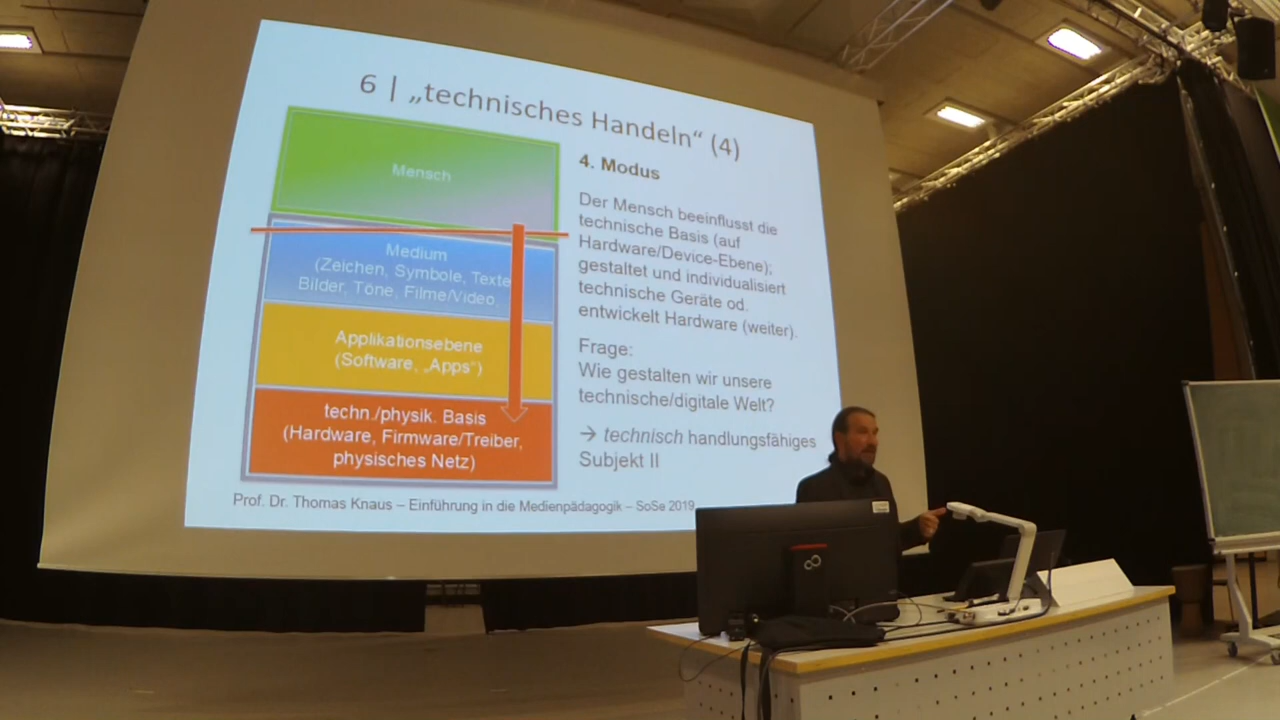 6 | „technisches Handeln“ (4)
Mensch
Medium
(Zeichen, Symbole, Texte
Bilder, Töne, Filme/Video
Applikationsebene
(Software, „Apps“)
techn./physik. Basis
(Hardware, Firmware/Treiber,
physisches Netz)
4. Modus
Der Mensch beeinflusst die
technische Basis (auf
Hardware/Device-Ebene);
gestaltet und individualisiert
technische Geräte od.
entwickelt Hardware (weiter).
Frage:
Wie gestalten wir unsere
technische/digitale Welt?
→ technisch handlungsfähiges
Subjekt II
Prof. Dr. Thomas Knaus – Einführung in die Medienpädagogik – SoSe 2019